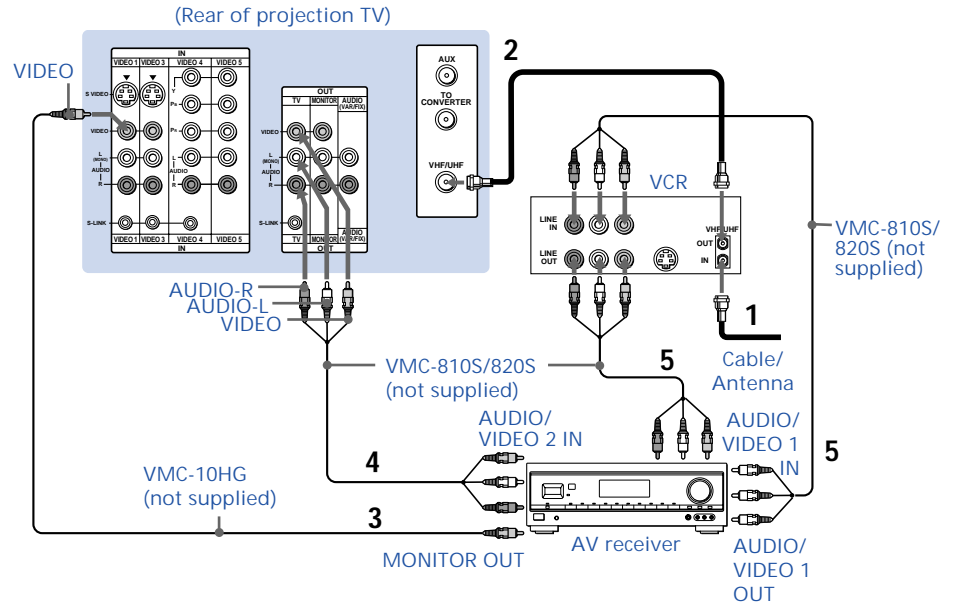 (Rear of projection TV)
VIDEO
IN
VIDEO 1 VIDEO 3 VIDEO 4 VIDEO 5
S VIDEO
Y
PB
VIDEO
PR
L
(MONO)
AUDIO
R
L
AUDIO
R
S-LINK
VIDEO 1 VIDEO 3 VIDEO 4 VIDEO 5
IN
OUT
TV MONITOR AUDIO (VAR/FIX)
VIDEO
L
(MONO)
AUDIO
R
S-LINK
TV MONITOR AUDIO (VAR/FIX)
OUT
AUX
TO
CONVERTER
VHF/UHF
2
VCR
LINE
IN
LINE
OUT
VHF/UHF
OUT
IN
VMC-810S/
820S (not
supplied)
1
Cable/
Antenna
AUDIO-R
AUDIO-L
VIDEO
VMC-810S/820S
(not supplied)
5
AUDIO/
VIDEO 2 IN
AUDIO/
VIDEO 1
IN
5
4
VMC-10HG
(not supplied)
3
MONITOR OUT
AV receiver
AUDIO/
VIDEO 1
OUT